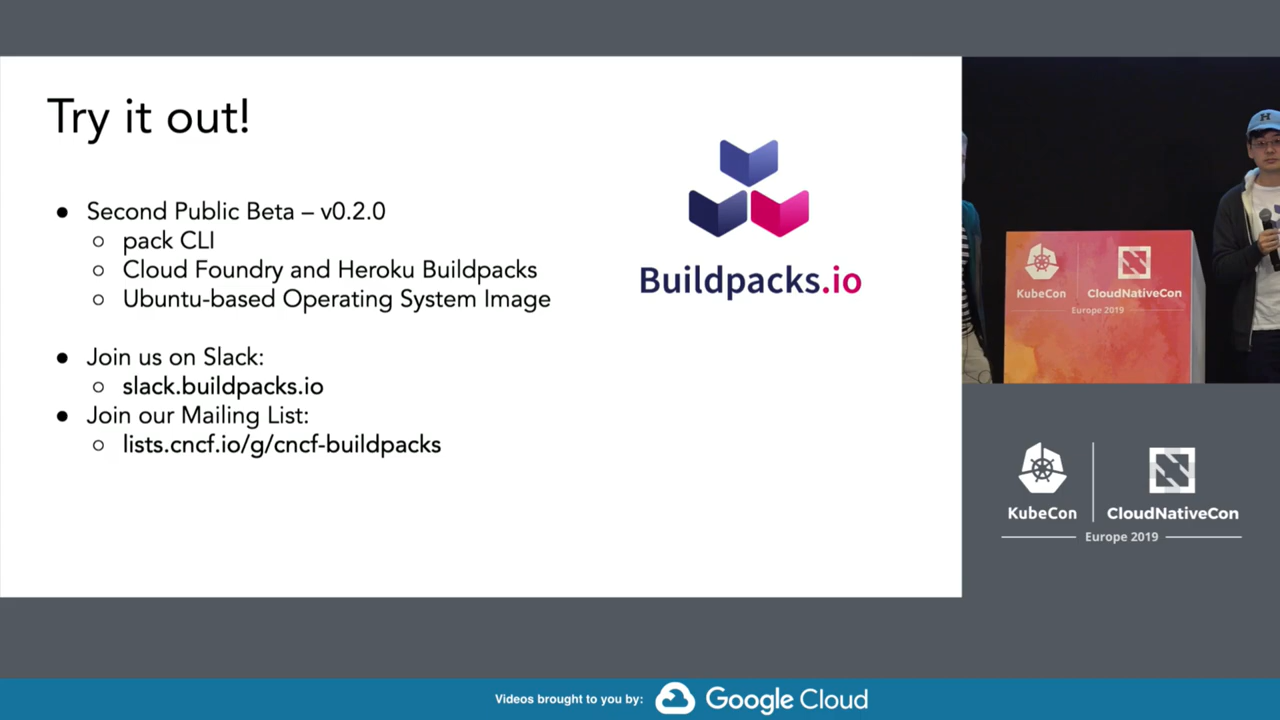 Try it out!
● Second Public Beta – v0.2.0
○ pack CLI
○ Cloud Foundry and Heroku Buildpacks
○ Ubuntu-based Operating System Image
● Join us on Slack:
○ slack.buildpacks.io
● Join our Mailing List:
○ lists.cncf.io/g/cncf-buildpacks
Buildpacks.io
H
KubeCon CloudNativeCon
Europe 2019
KubeCon CloudNativeCon
Europe 2019
Videos brought to you by: Google Cloud